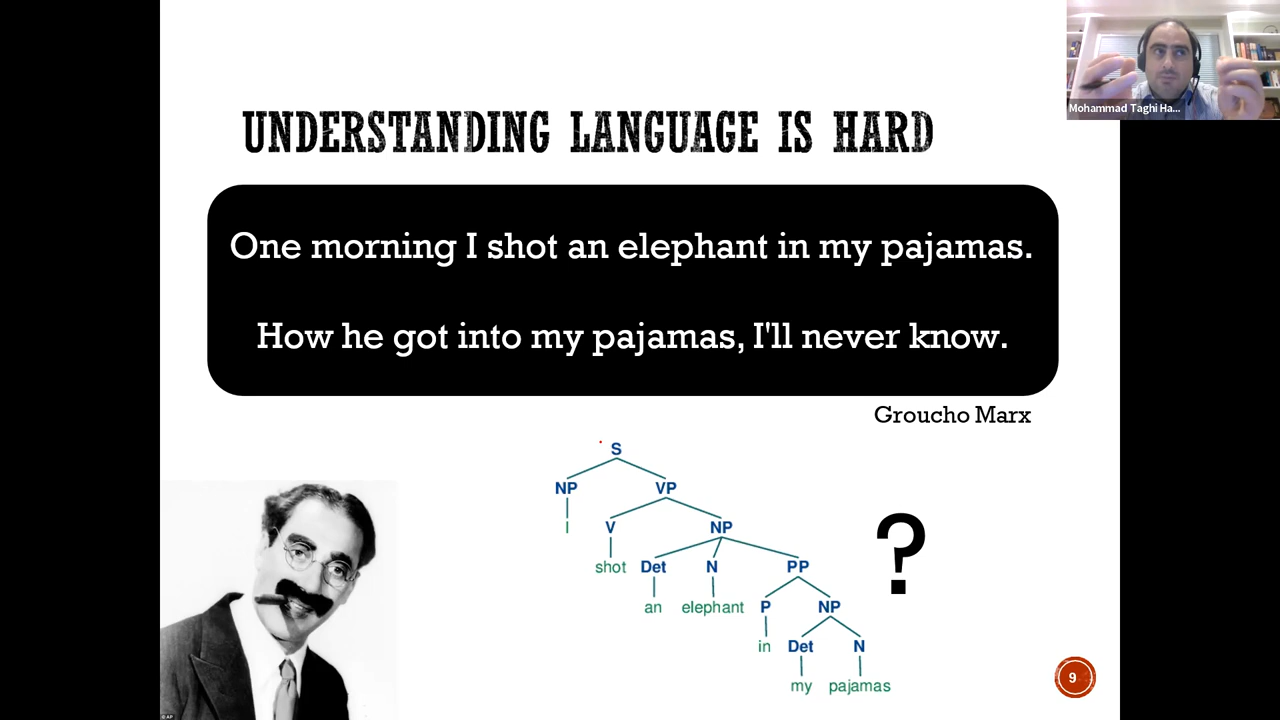 Mohammad Taghi Ha...
UNDERSTANDING LANGUAGE IS HARD
One morning I shot an elephant in my pajamas.
How he got into my pajamas, I'll never know.
Groucho Marx
S
NP VP
I V NP
shot Det N PP
an elephant P NP
in Det N
my pajamas
?
9
© AP